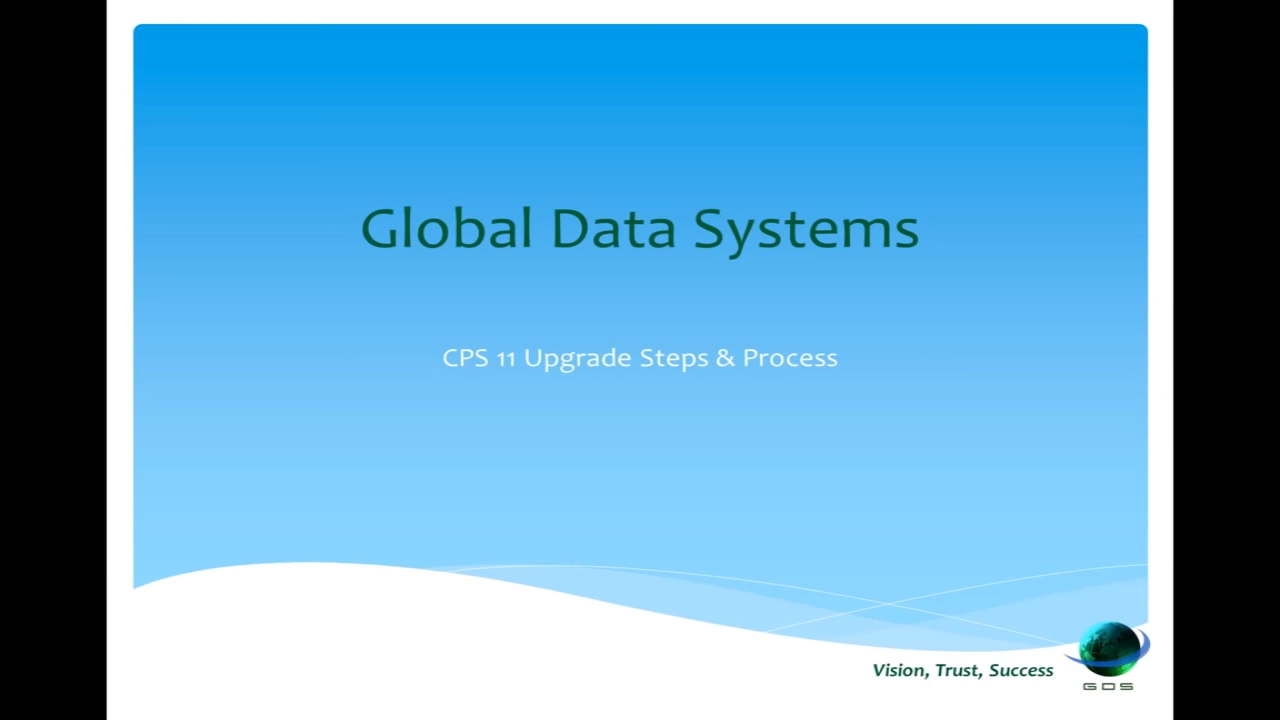 Global Data Systems
CPS 11 Upgrade Steps & Process
Vision, Trust, Success
GDS